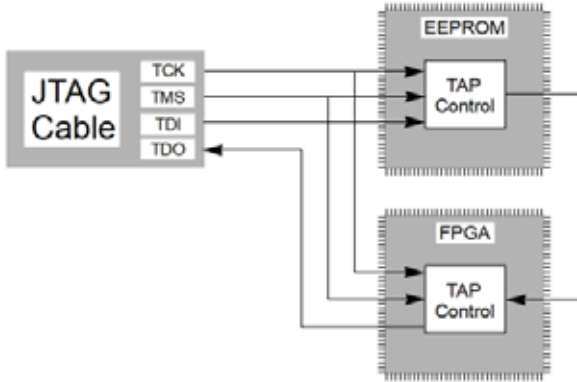 EEPROM
JTAG
Cable
TCK
TMS
TDI
TDO
TAP
Control
FPGA
TAP
Control